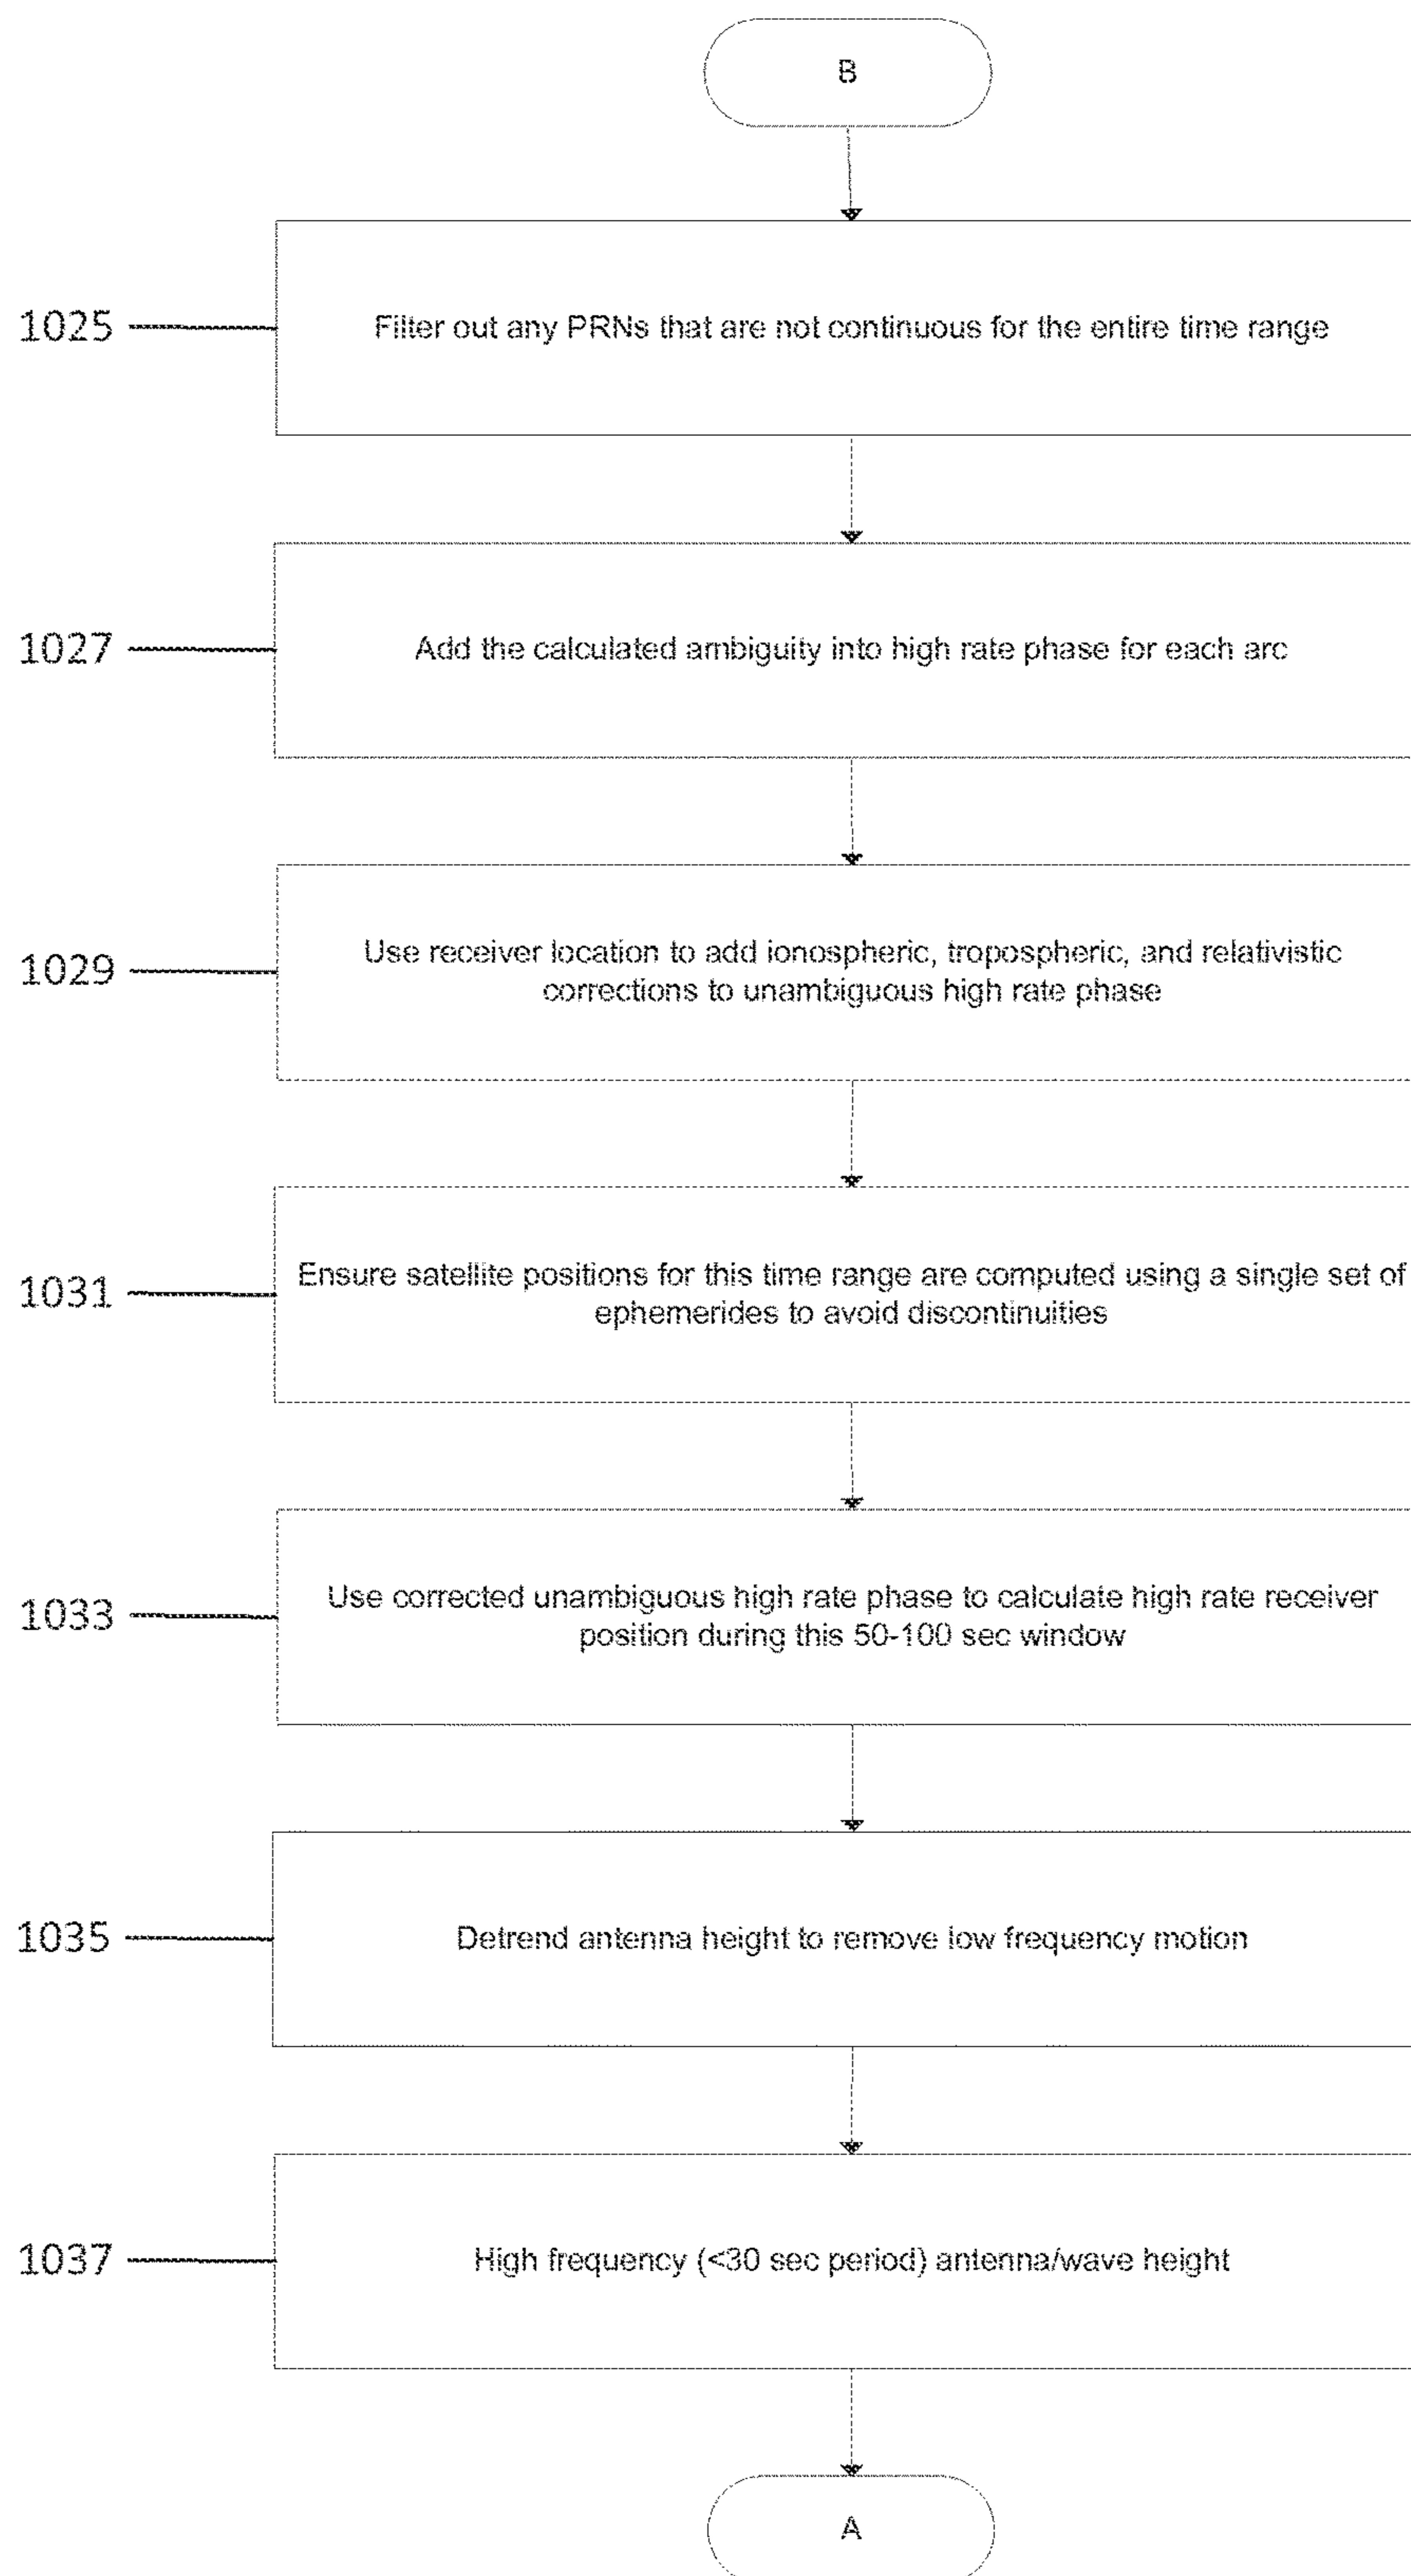 B
1025
Filter out any PRNs that are not continuous for the entire time range
1027
Add the calculated ambiguity into high rate phase for each arc
1029
Use receiver location to add ionospheric, tropospheric, and relativistic
corrections to unambiguous high rate phase
1031
Ensure satellite positions for this time range are computed using a single set of
ephemerides to avoid discontinuities
1033
Use corrected unambiguous high rate phase to calculate high rate receiver
position during this 50-100 sec window
1035
Detrend antenna height to remove low frequency motion
1037
High frequency (<30 sec period) antenna/wave height
A